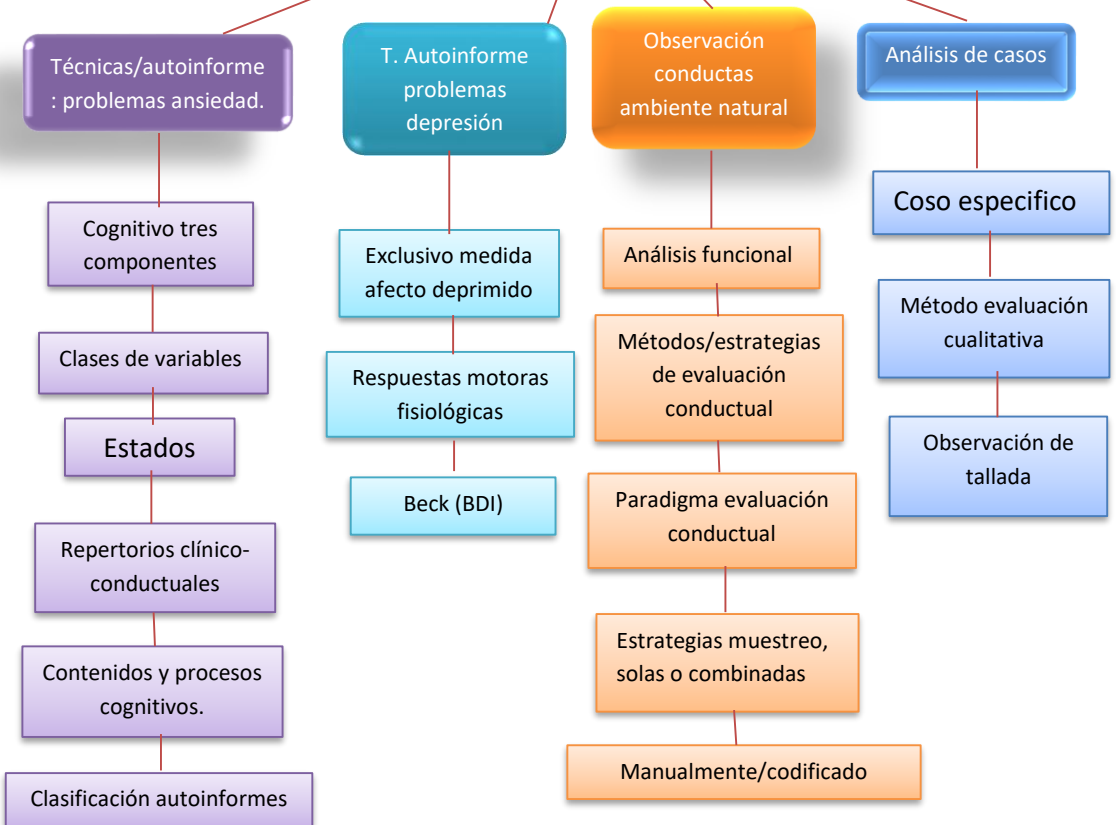 Técnicas/autoinforme
: problemas ansiedad.
Cognitivo tres
componentes
Clases de variables
Estados
Repertorios clínico-
conductuales
Contenidos y procesos
cognitivos.
Clasificación autoinformes
T. Autoinforme
problemas
depresión
Exclusivo medida
afecto deprimido
Respuestas motoras
fisiológicas
Beck (BDI)
Observación
conductas
ambiente natural
Análisis funcional
Métodos/estrategias
de evaluación
conductual
Paradigma evaluación
conductual
Estrategias muestreo,
solas o combinadas
Manualmente/codificado
Análisis de casos
Coso especifico
Método evaluación
cualitativa
Observación de
tallada